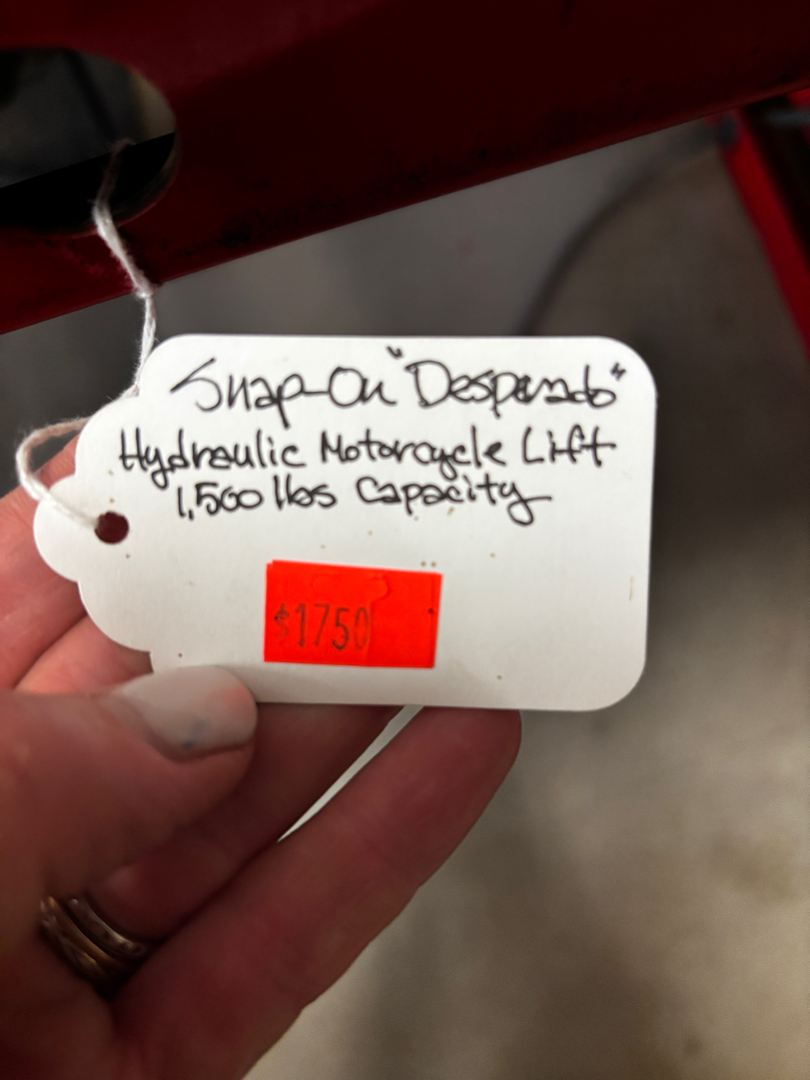 Snap-On "Desperado"
Hydraulic Motorcycle Lift
1,500 lbs Capacity
$1750